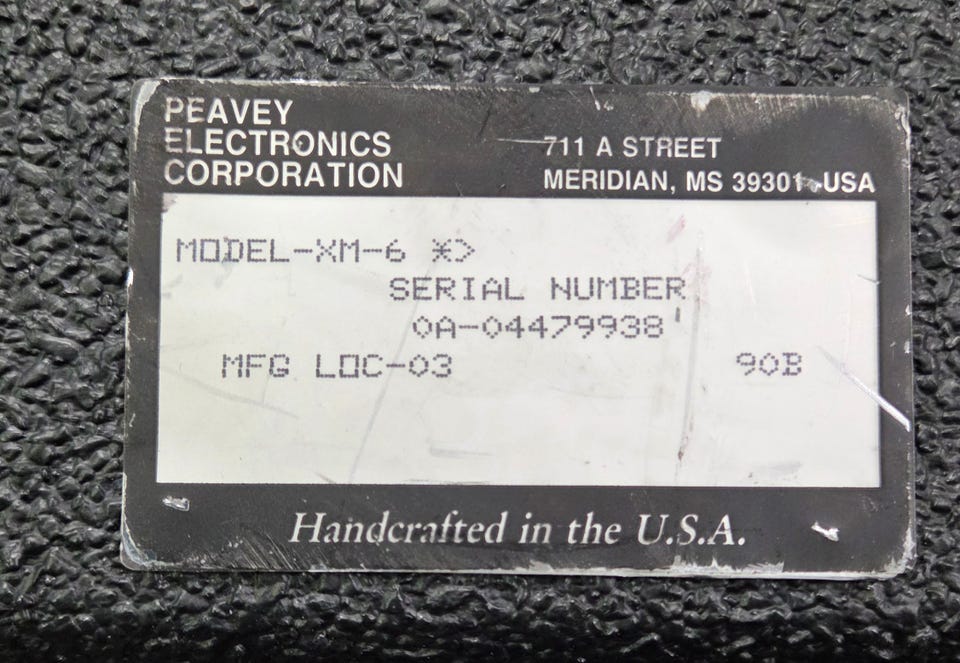 PEAVEY
ELECTRONICS
CORPORATION
711 A STREET
MERIDIAN, MS 39301 USA
MODEL-XM-6 *>
SERIAL NUMBER
0A-04479938
MFG LOC-03 90B
Handcrafted in the U.S.A.